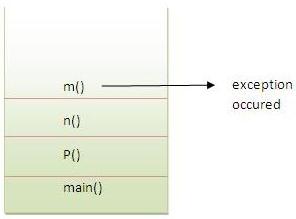 m()
exception
occured
n()
P()
main()